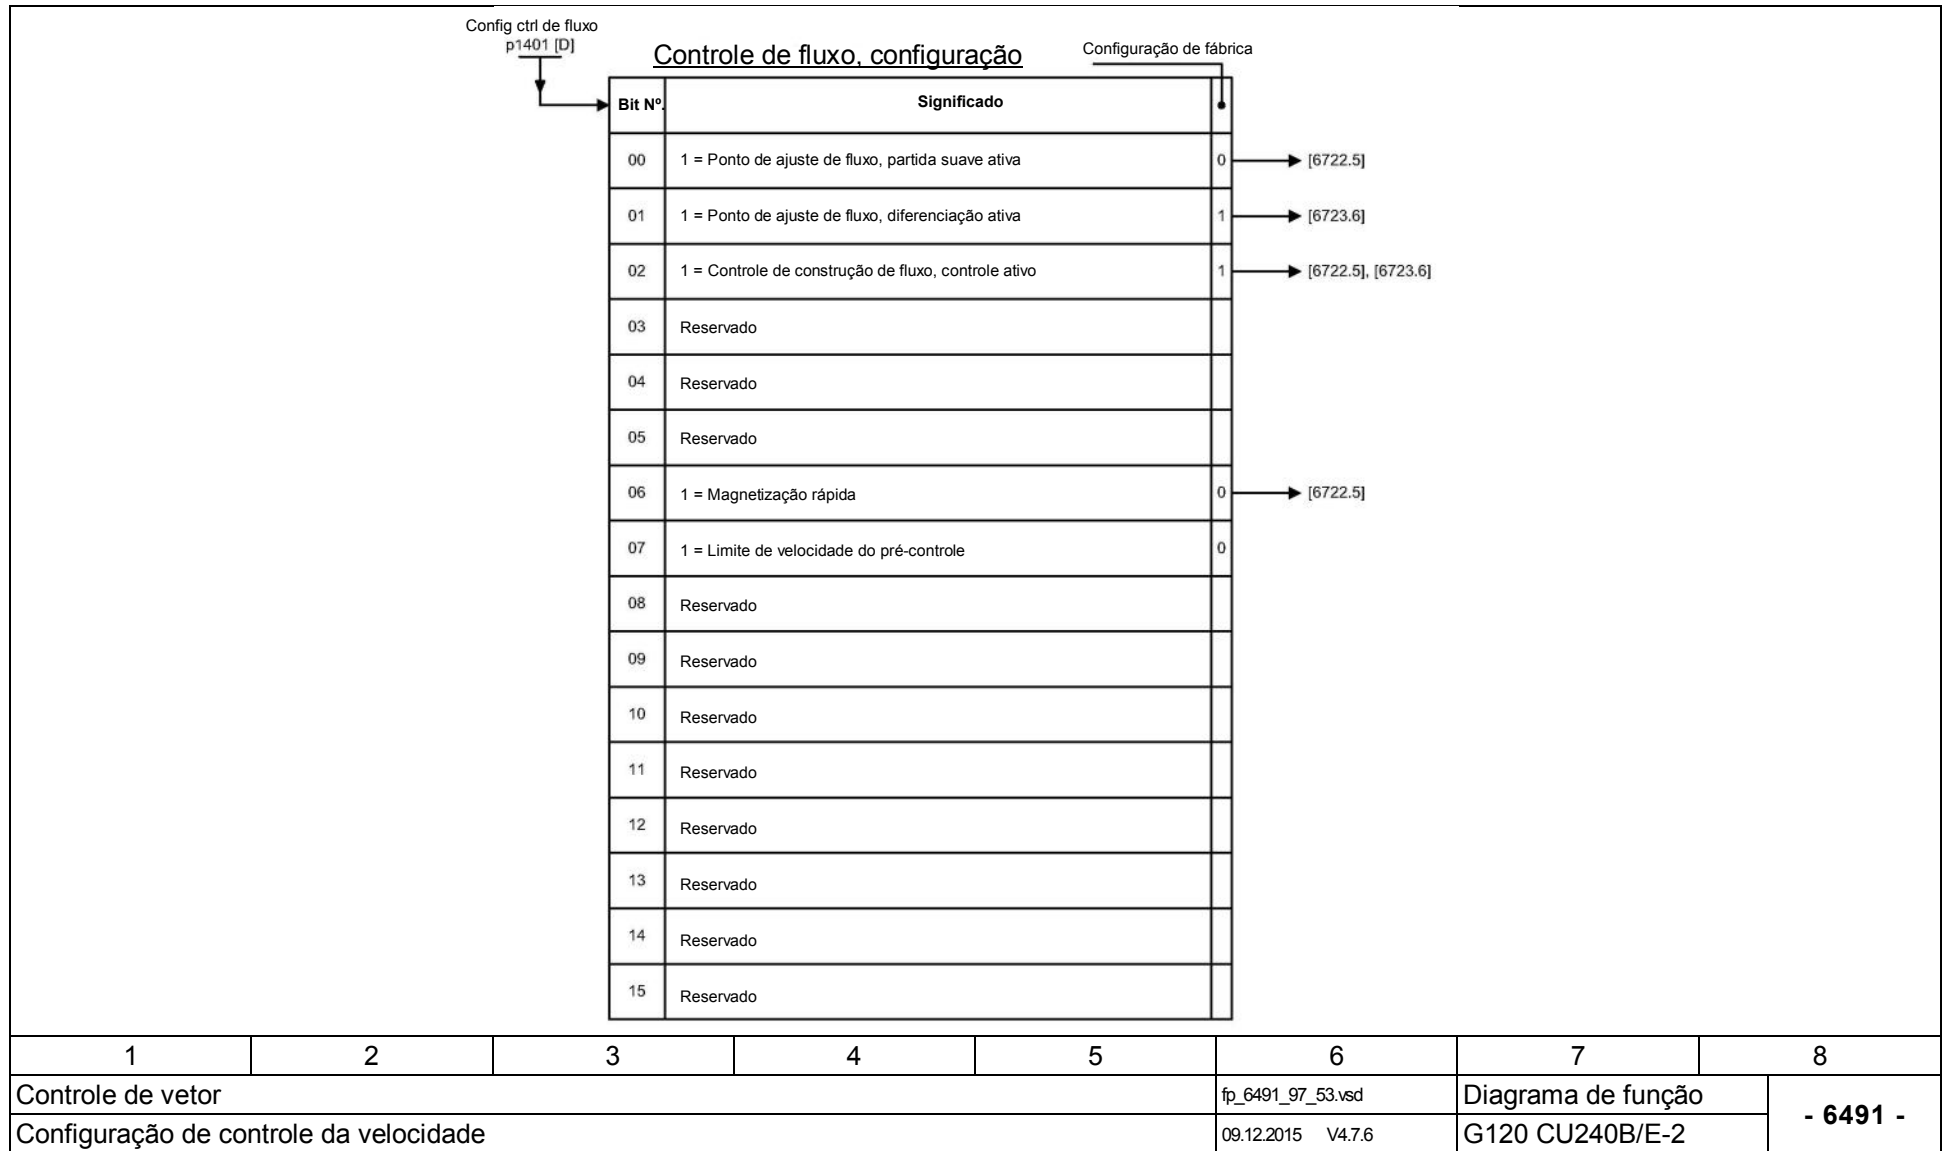 Config ctrl de fluxo
p1401 [D]
Controle de fluxo, configuração
Configuração de fábrica
Bit Nº. Significado
00 1 = Ponto de ajuste de fluxo, partida suave ativa 0 [6722.5]
01 1 = Ponto de ajuste de fluxo, diferenciação ativa 1 [6723.6]
02 1 = Controle de construção de fluxo, controle ativo 1 [6722.5], [6723.6]
03 Reservado
04 Reservado
05 Reservado
06 1 = Magnetização rápida 0 [6722.5]
07 1 = Limite de velocidade do pré-controle 0
08 Reservado
09 Reservado
10 Reservado
11 Reservado
12 Reservado
13 Reservado
14 Reservado
15 Reservado
1 2 3 4 5 6 7 8
Controle de vetor fp_6491_97_53.vsd Diagrama de função - 6491 -
Configuração de controle da velocidade 09.12.2015 V4.7.6 G120 CU240B/E-2